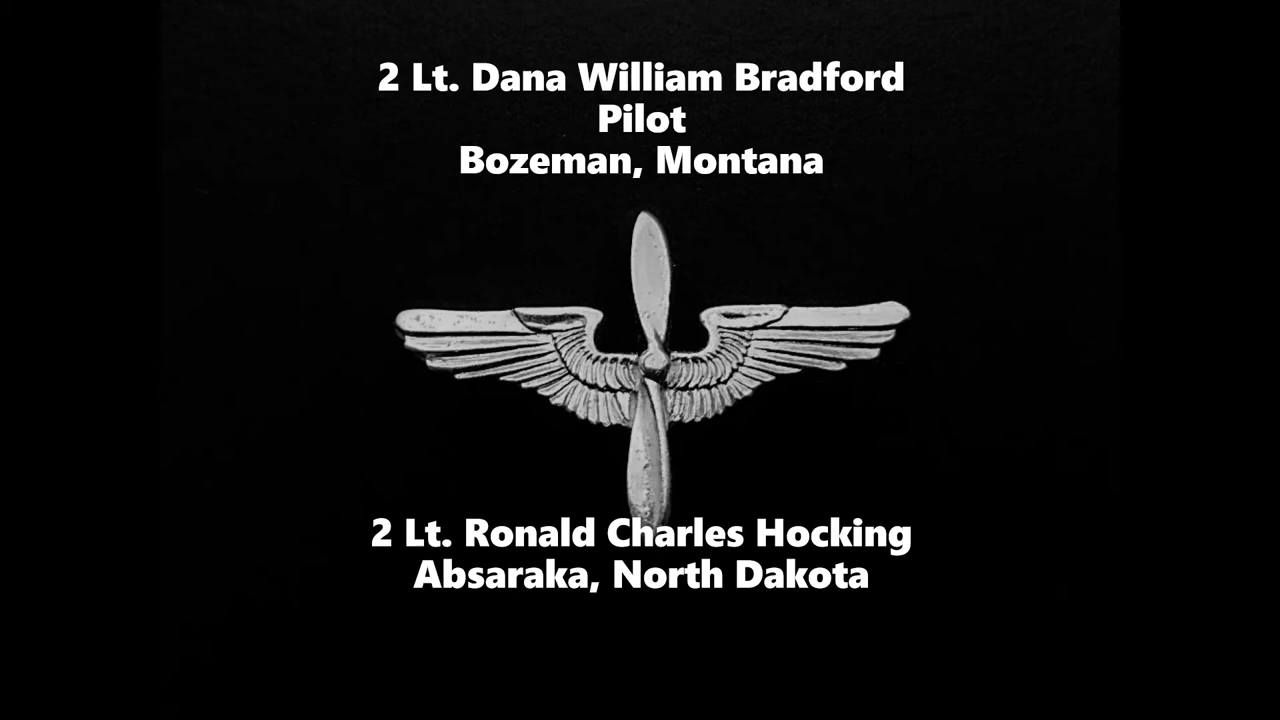 2 Lt. Dana William Bradford
Pilot
Bozeman, Montana
2 Lt. Ronald Charles Hocking
Absaraka, North Dakota